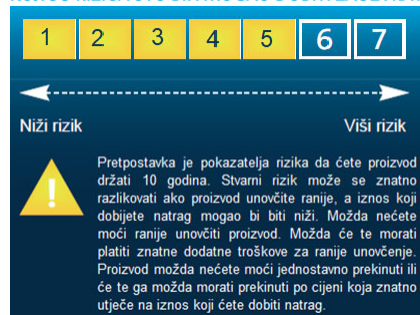 1 2 3 4 5 6 7
Niži rizik Viši rizik
Pretpostavka je pokazatelja rizika da ćete proizvod
držati 10 godina. Stvarni rizik može se znatno
razlikovati ako proizvod unovčite ranije, a iznos koji
dobijete natrag mogao bi biti niži. Možda nećete
moći ranije unovčiti proizvod. Možda će te morati
platiti znatne dodatne troškove za ranije unovčenje.
Proizvod možda nećete moći jednostavno prekinuti ili
će te ga možda morati prekinuti po cijeni koja znatno
utječe na iznos koji ćete dobiti natrag.